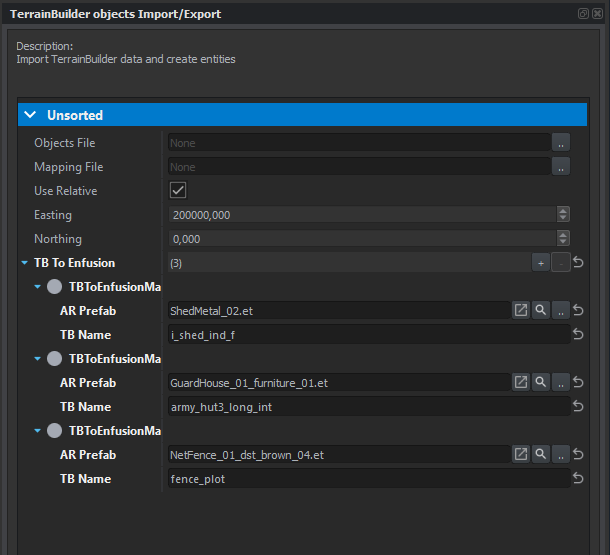 TerrainBuilder objects Import/Export
Description:
Import TerrainBuilder data and create entities
Unsorted
Objects File None ..
Mapping File None ..
Use Relative
Easting 200000,000
Northing 0,000
TB To Enfusion (3) + -
TBToEnfusionMa
AR Prefab ShedMetal_02.et ..
TB Name i_shed_ind_f
TBToEnfusionMa
AR Prefab GuardHouse_01_furniture_01.et ..
TB Name army_hut3_long_int
TBToEnfusionMa
AR Prefab NetFence_01_dst_brown_04.et ..
TB Name fence_plot